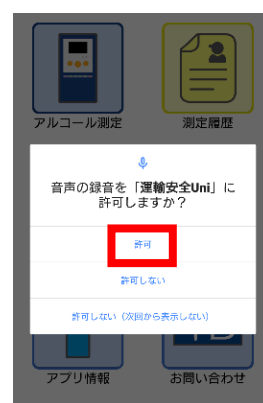 アルコール測定 測定履歴
音声の録音を「運輸安全Uni」に
許可しますか？
許可
許可しない
許可しない（次回から表示しない）
アプリ情報 お問い合わせ